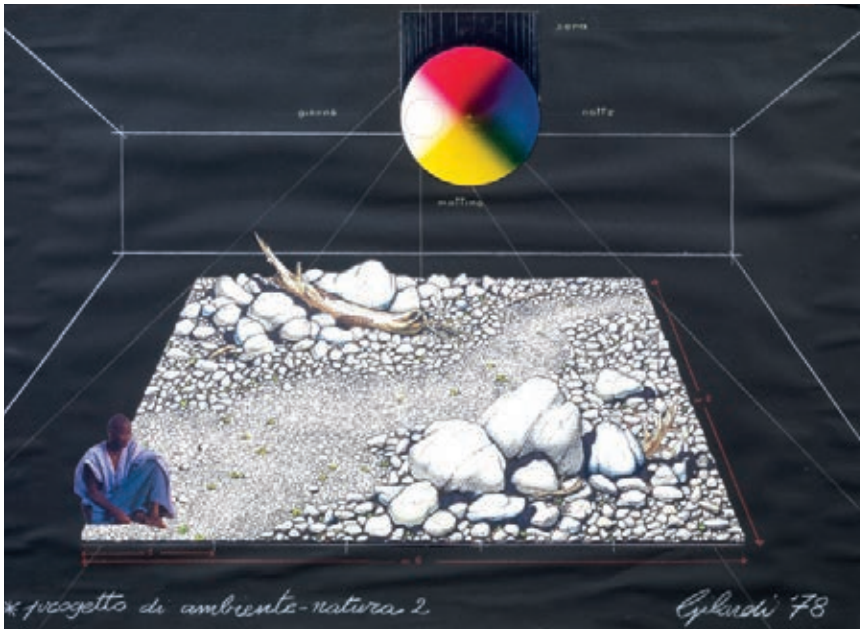 sera
giorno
notte
mattino
* progetto di ambiente-natura 2
Gilardi '78